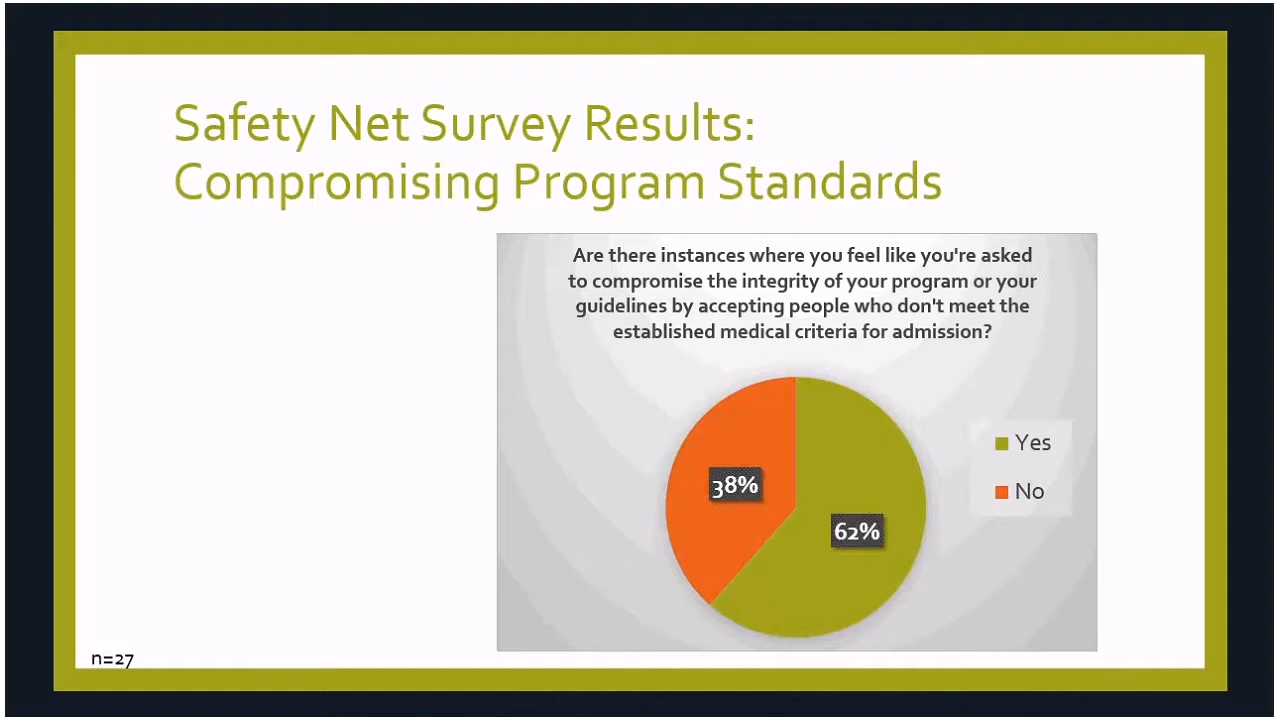 Safety Net Survey Results:
Compromising Program Standards
Are there instances where you feel like you're asked
to compromise the integrity of your program or your
guidelines by accepting people who don't meet the
established medical criteria for admission?
38%
62%
Yes
No
n=27